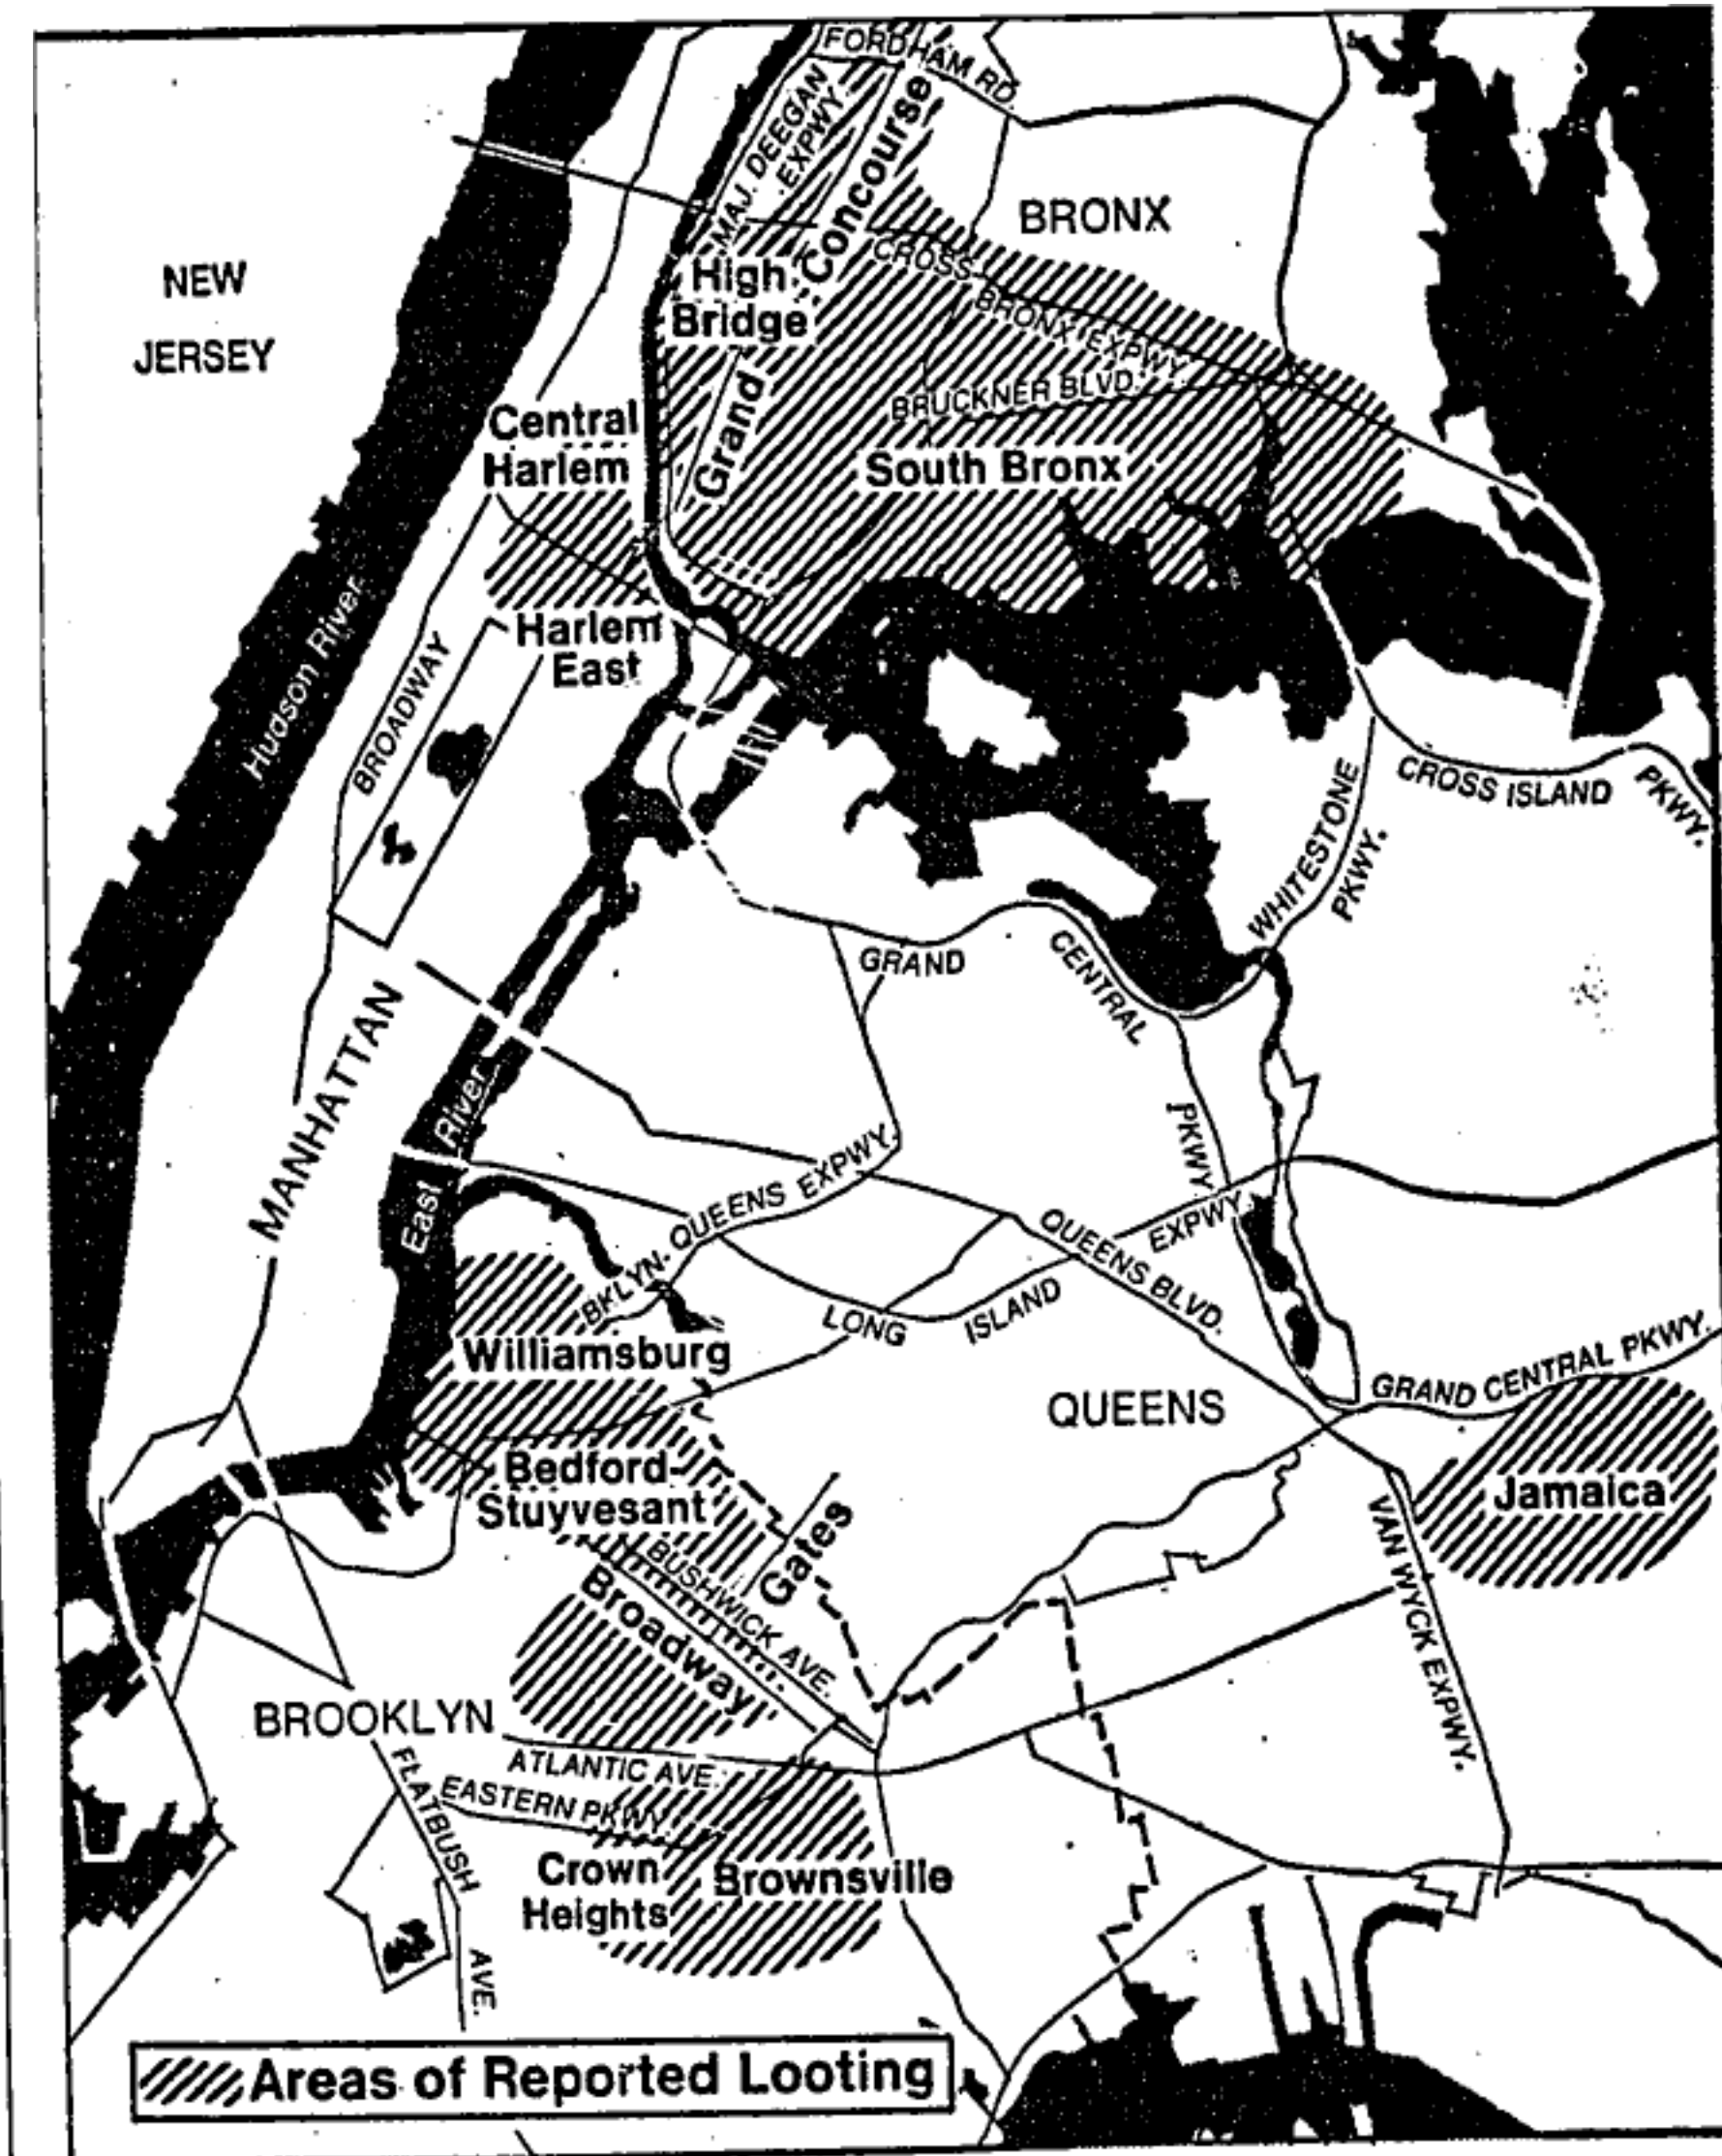 FORDHAM RD.
MAJ. DEEGAN
EXPWY.
Grand Concourse
BRONX
NEW
JERSEY
High
Bridge
CROSS
BRONX EXPWY.
BRUCKNER BLVD.
Central
Harlem
South Bronx
Hudson River
BROADWAY
Harlem
East
CROSS ISLAND PKWY.
WHITESTONE
PKWY.
GRAND CENTRAL PKWY.
MANHATTAN
East River
BKLYN-QUEENS EXPWY.
QUEENS BLVD.
LONG ISLAND EXPWY.
Williamsburg
QUEENS
GRAND CENTRAL PKWY.
Bedford-
Stuyvesant
Jamaica
Gates
BUSHWICK AVE.
Broadway
VAN WYCK EXPWY.
BROOKLYN
ATLANTIC AVE.
EASTERN PKWY.
FLATBUSH AVE.
Crown
Heights
Brownsville
Areas of Reported Looting